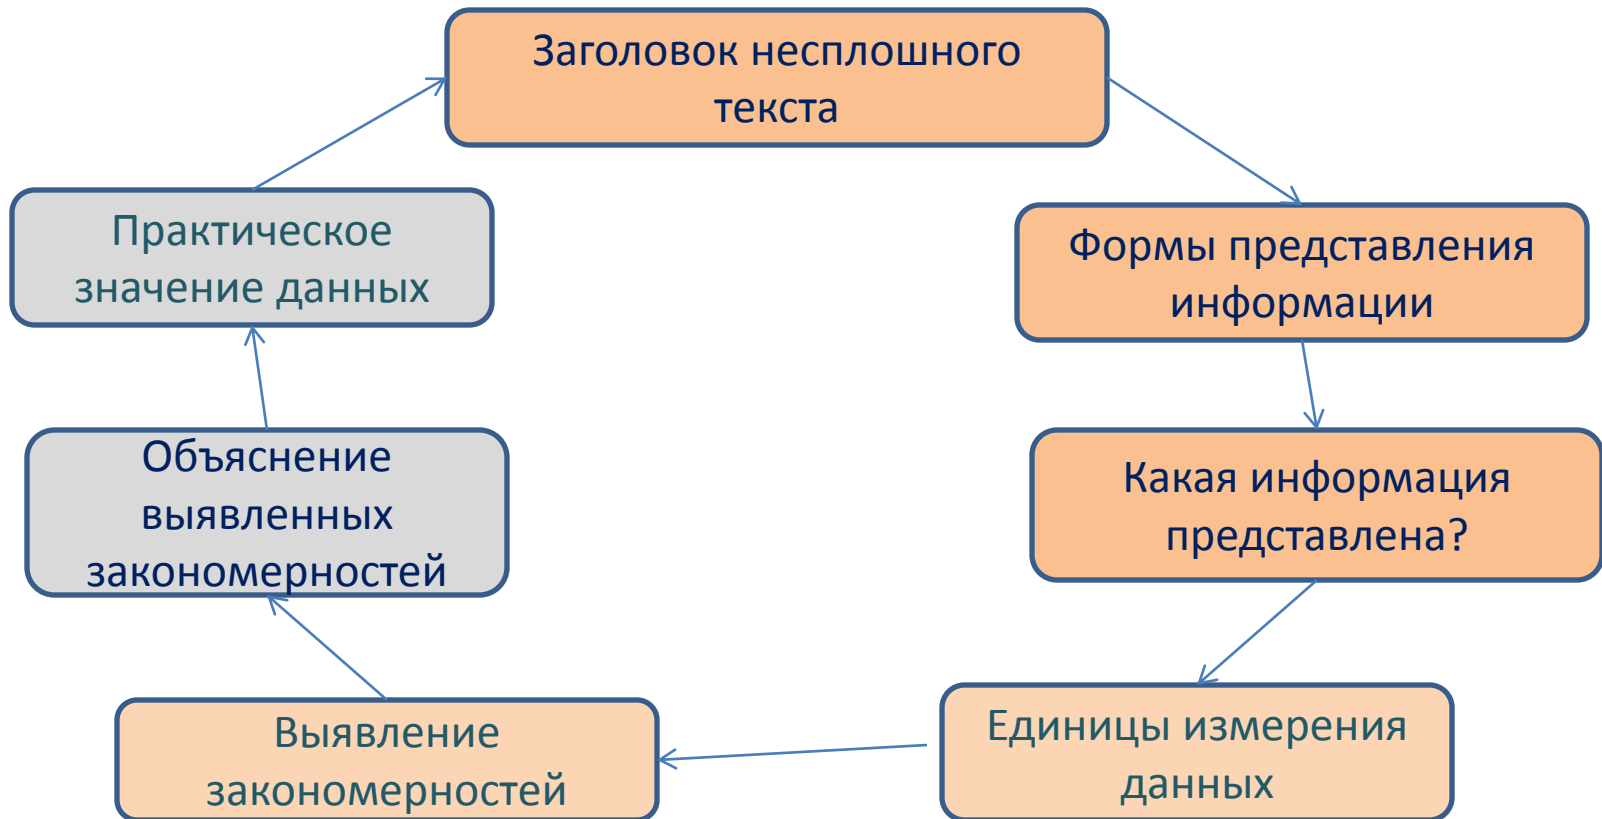 Заголовок несплошного
текста
Практическое
значение данных
Формы представления
информации
Объяснение
выявленных
закономерностей
Какая информация
представлена?
Выявление
закономерностей
Единицы измерения
данных